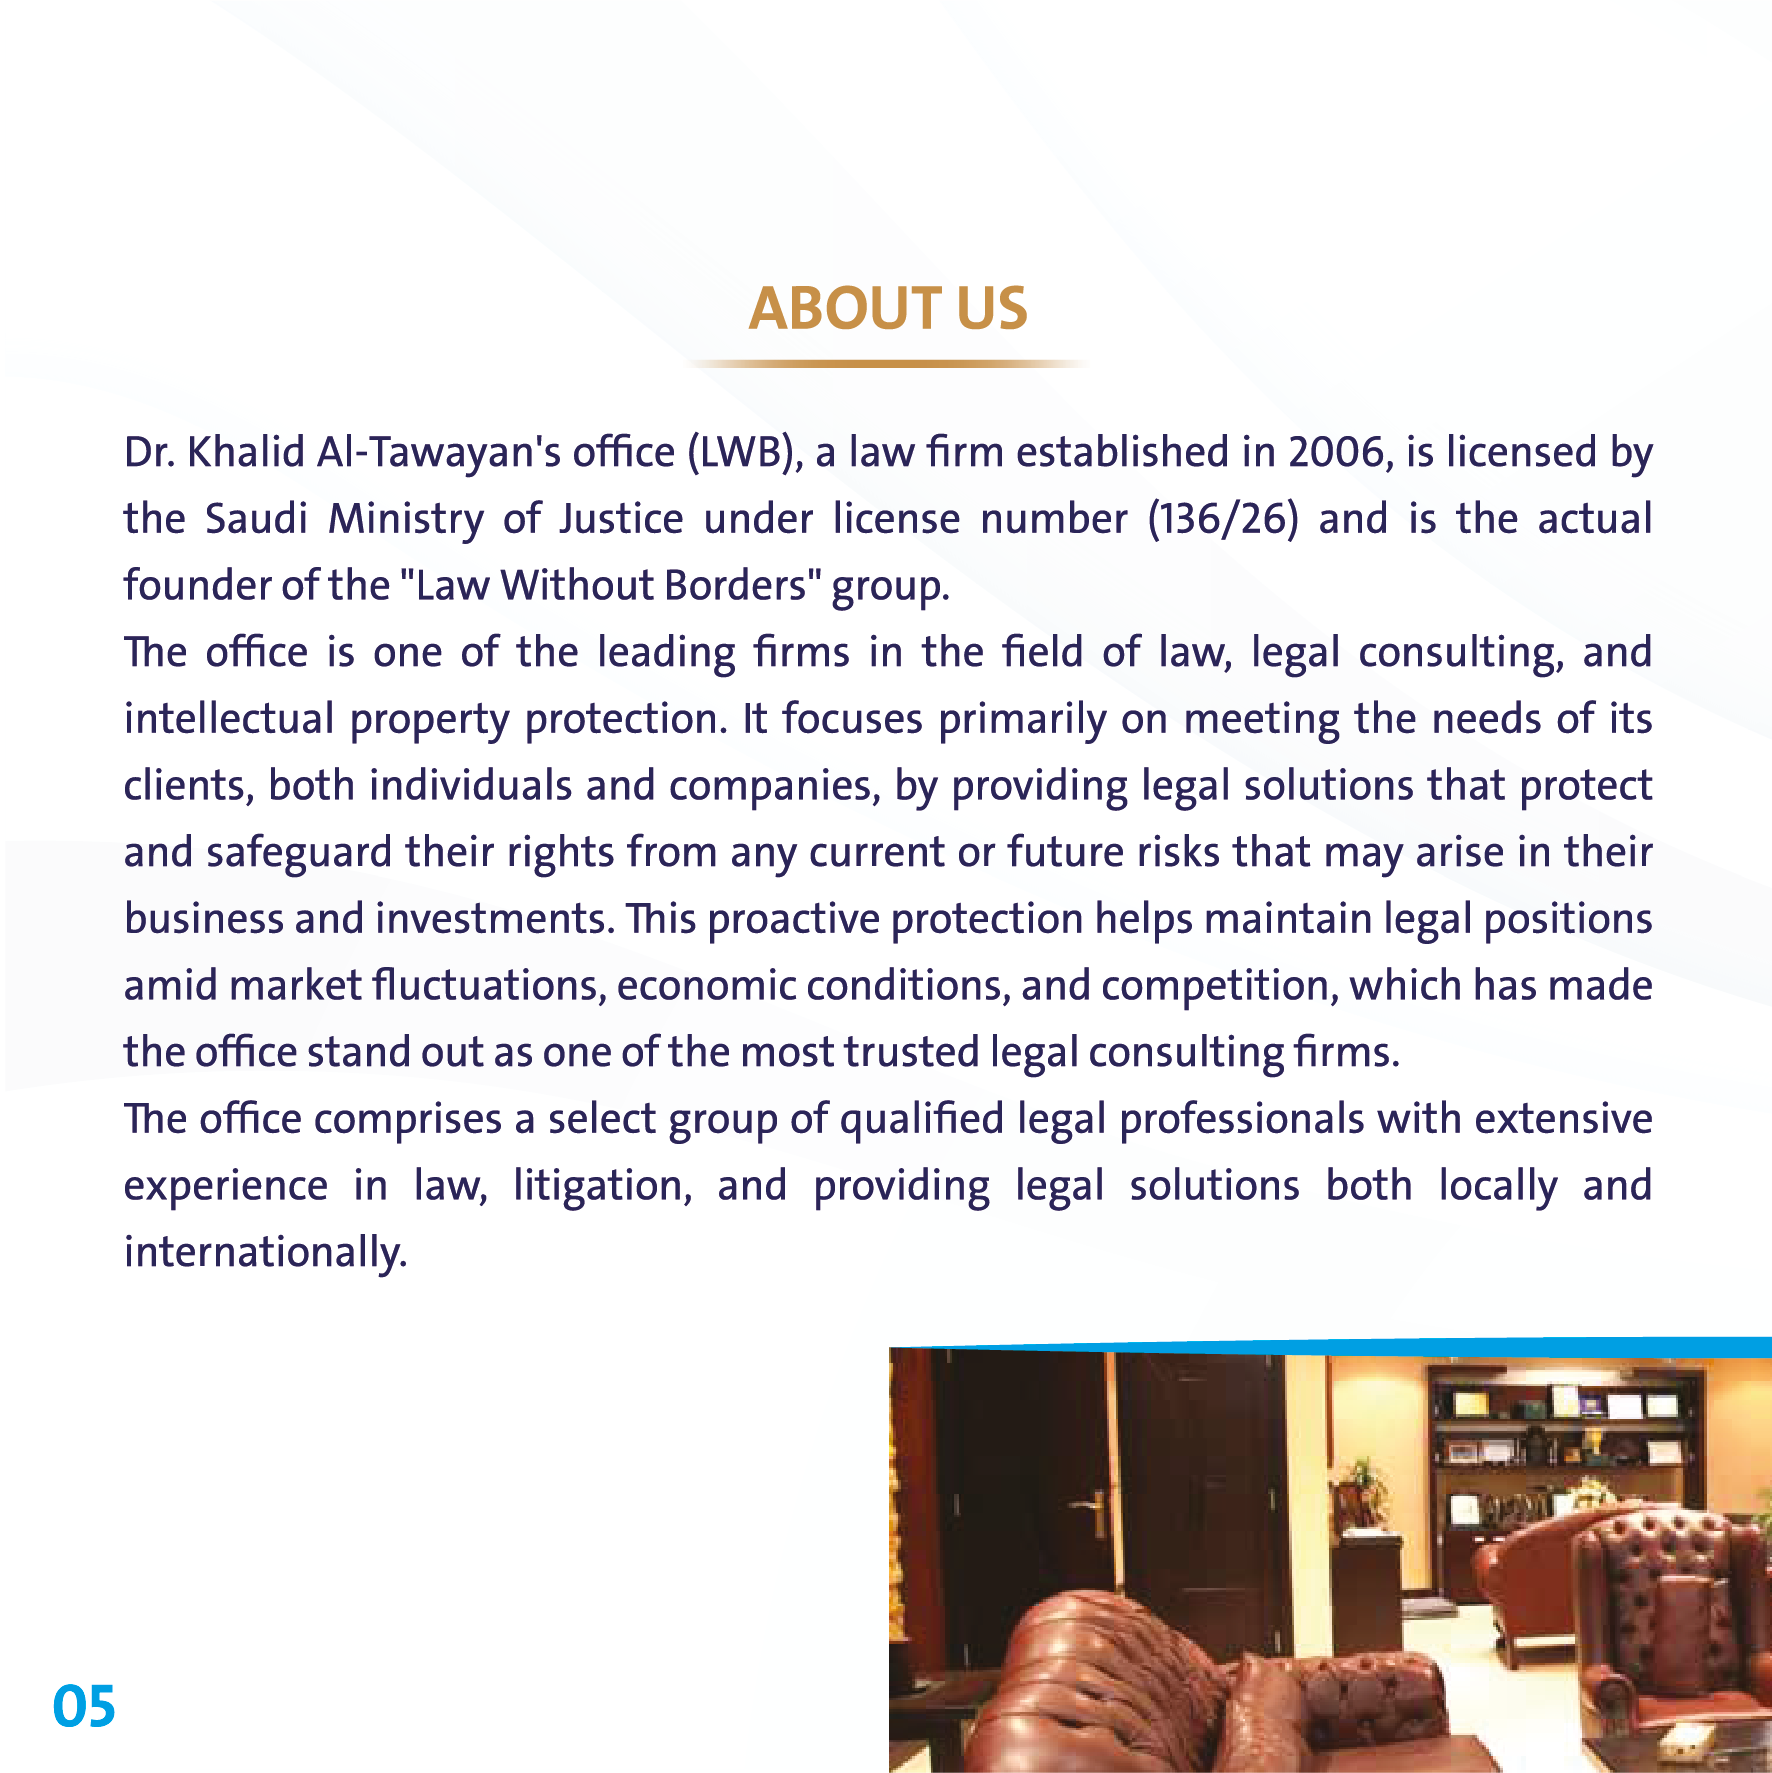 ABOUT US
Dr. Khalid Al-Tawayan's office (LWB), a law firm established in 2006, is licensed by
the Saudi Ministry of Justice under license number (136/26) and is the actual
founder of the "Law Without Borders" group.
The office is one of the leading firms in the field of law, legal consulting, and
intellectual property protection. It focuses primarily on meeting the needs of its
clients, both individuals and companies, by providing legal solutions that protect
and safeguard their rights from any current or future risks that may arise in their
business and investments. This proactive protection helps maintain legal positions
amid market fluctuations, economic conditions, and competition, which has made
the office stand out as one of the most trusted legal consulting firms.
The office comprises a select group of qualified legal professionals with extensive
experience in law, litigation, and providing legal solutions both locally and
internationally.
05